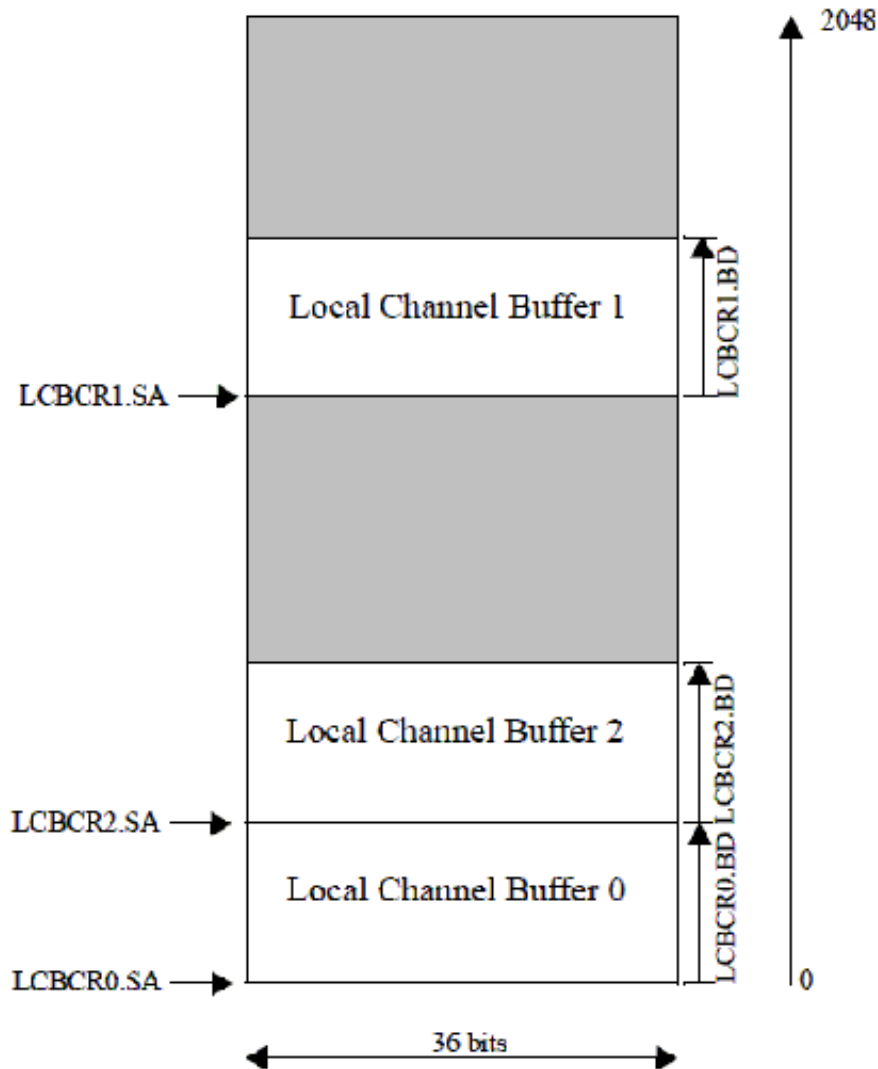 2048
LCBCR1.BD
Local Channel Buffer 1
LCBCR1.SA
LCBCR2.BD
Local Channel Buffer 2
LCBCR2.SA
LCBCR0.BD
Local Channel Buffer 0
LCBCR0.SA
0
36 bits